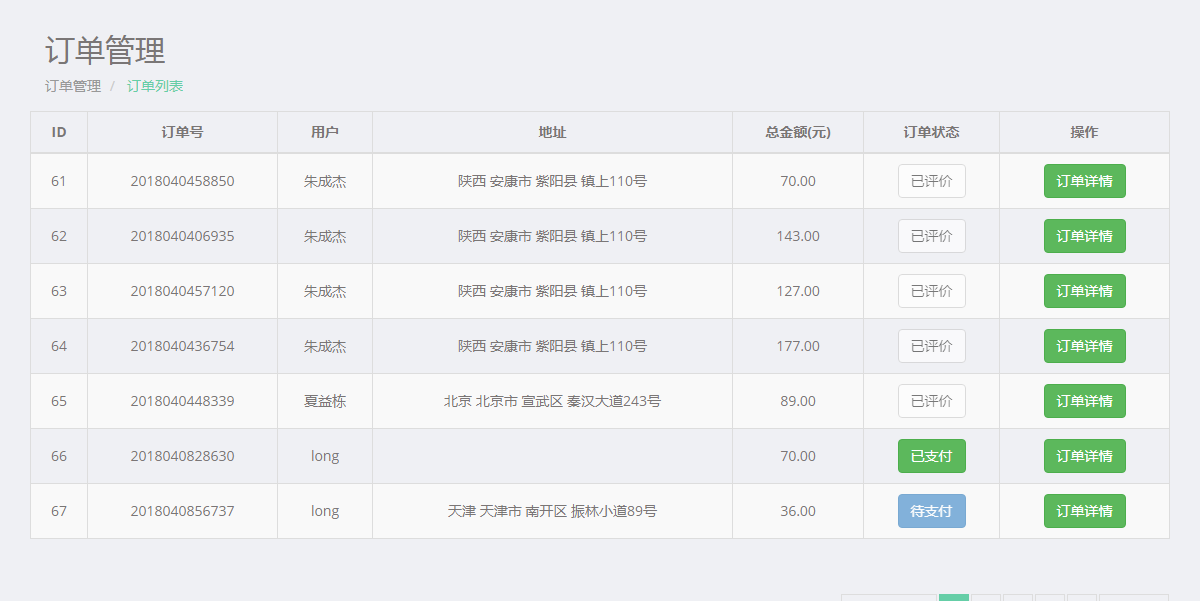 订单管理
订单管理 / 订单列表
ID 订单号 用户 地址 总金额(元) 订单状态 操作
61 2018040458850 朱成杰 陕西 安康市 紫阳县 镇上110号 70.00 已评价 订单详情
62 2018040406935 朱成杰 陕西 安康市 紫阳县 镇上110号 143.00 已评价 订单详情
63 2018040457120 朱成杰 陕西 安康市 紫阳县 镇上110号 127.00 已评价 订单详情
64 2018040436754 朱成杰 陕西 安康市 紫阳县 镇上110号 177.00 已评价 订单详情
65 2018040448339 夏益栋 北京 北京市 宣武区 秦汉大道243号 89.00 已评价 订单详情
66 2018040828630 long 70.00 已支付 订单详情
67 2018040856737 long 天津 天津市 南开区 振林小道89号 36.00 待支付 订单详情